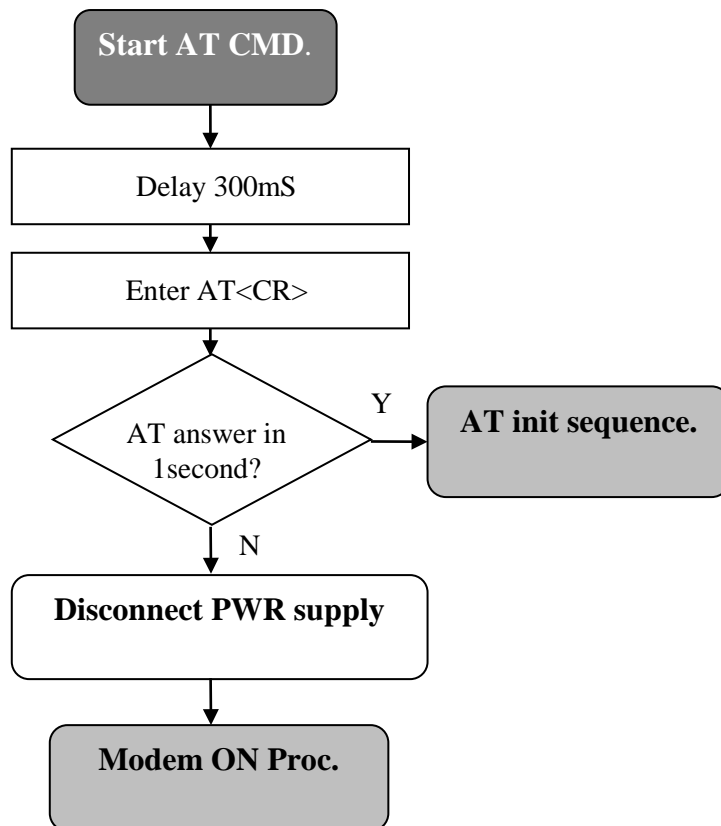 Start AT CMD.
Delay 300mS
Enter AT<CR>
AT answer in
1second?
Y
AT init sequence.
N
Disconnect PWR supply
Modem ON Proc.